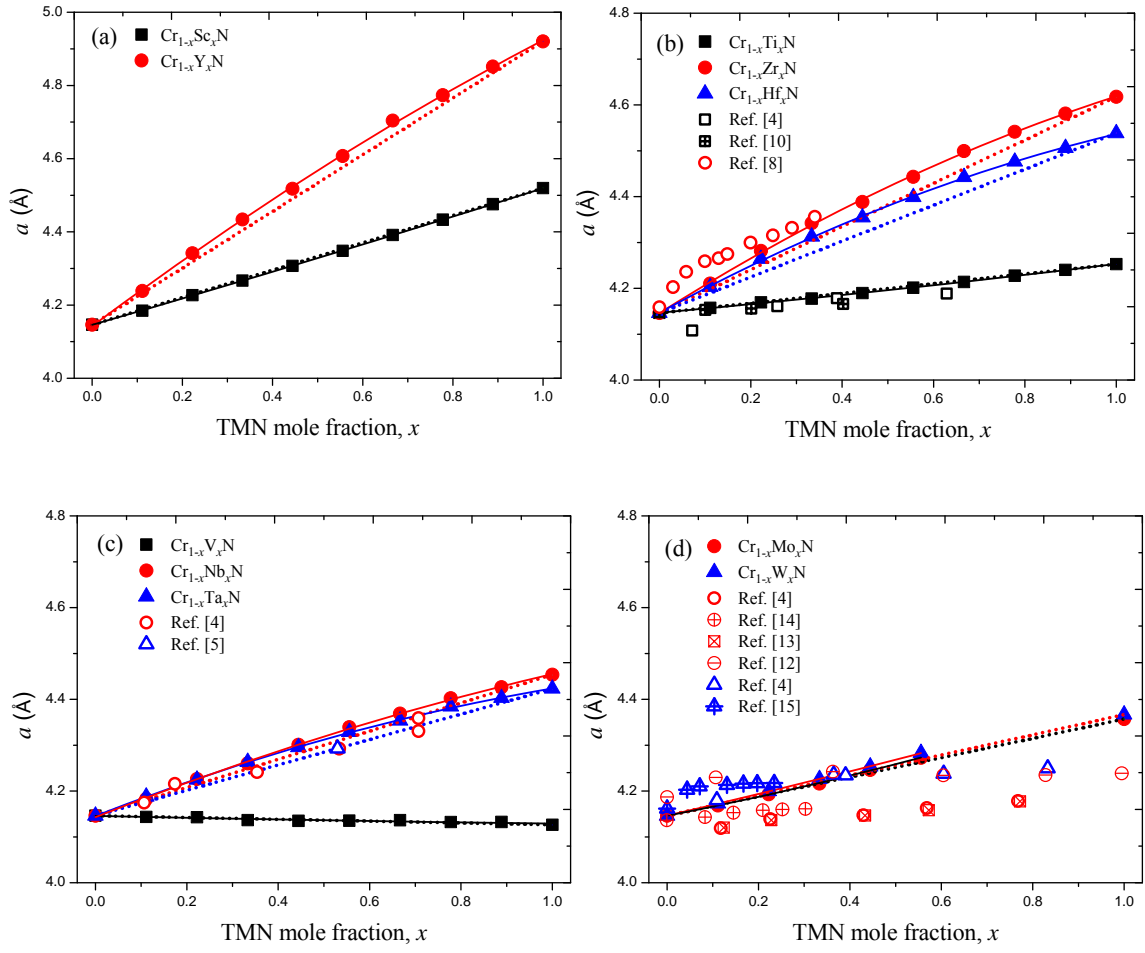 (a)
Cr1-xScxN
Cr1-xYxN
5.0
4.8
4.6
4.4
4.2
4.0
a (Å)
0.0 0.2 0.4 0.6 0.8 1.0
TMN mole fraction, x
(b)
Cr1-xTixN
Cr1-xZrxN
Cr1-xHfxN
Ref. [4]
Ref. [10]
Ref. [8]
4.8
4.6
4.4
4.2
4.0
a (Å)
0.0 0.2 0.4 0.6 0.8 1.0
TMN mole fraction, x
(c)
Cr1-xVxN
Cr1-xNbxN
Cr1-xTaxN
Ref. [4]
Ref. [5]
4.8
4.6
4.4
4.2
4.0
a (Å)
0.0 0.2 0.4 0.6 0.8 1.0
TMN mole fraction, x
(d)
Cr1-xMoxN
Cr1-xWxN
Ref. [4]
Ref. [14]
Ref. [13]
Ref. [12]
Ref. [4]
Ref. [15]
4.8
4.6
4.4
4.2
4.0
a (Å)
0.0 0.2 0.4 0.6 0.8 1.0
TMN mole fraction, x